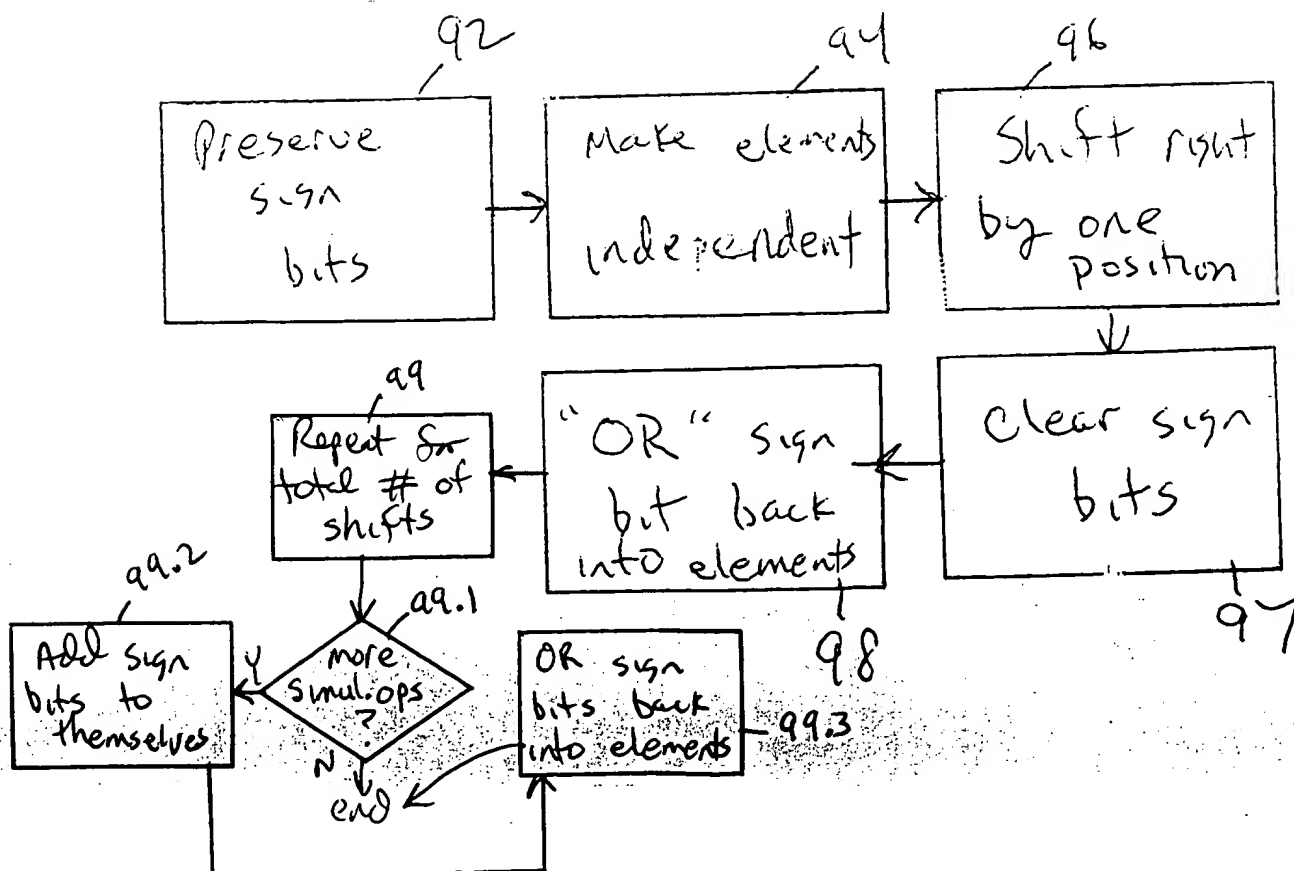 92
Preserve
sign
bits
94
Make elements
independent
96
Shift right
by one
position
Clear sign
bits
97
"OR" sign
bit back
into elements
98
99
Repeat for
total # of
shifts
99.1
more
simul.ops
?
Y
N
end
99.2
Add sign
bits to
themselves
OR sign
bits back
into elements
99.3